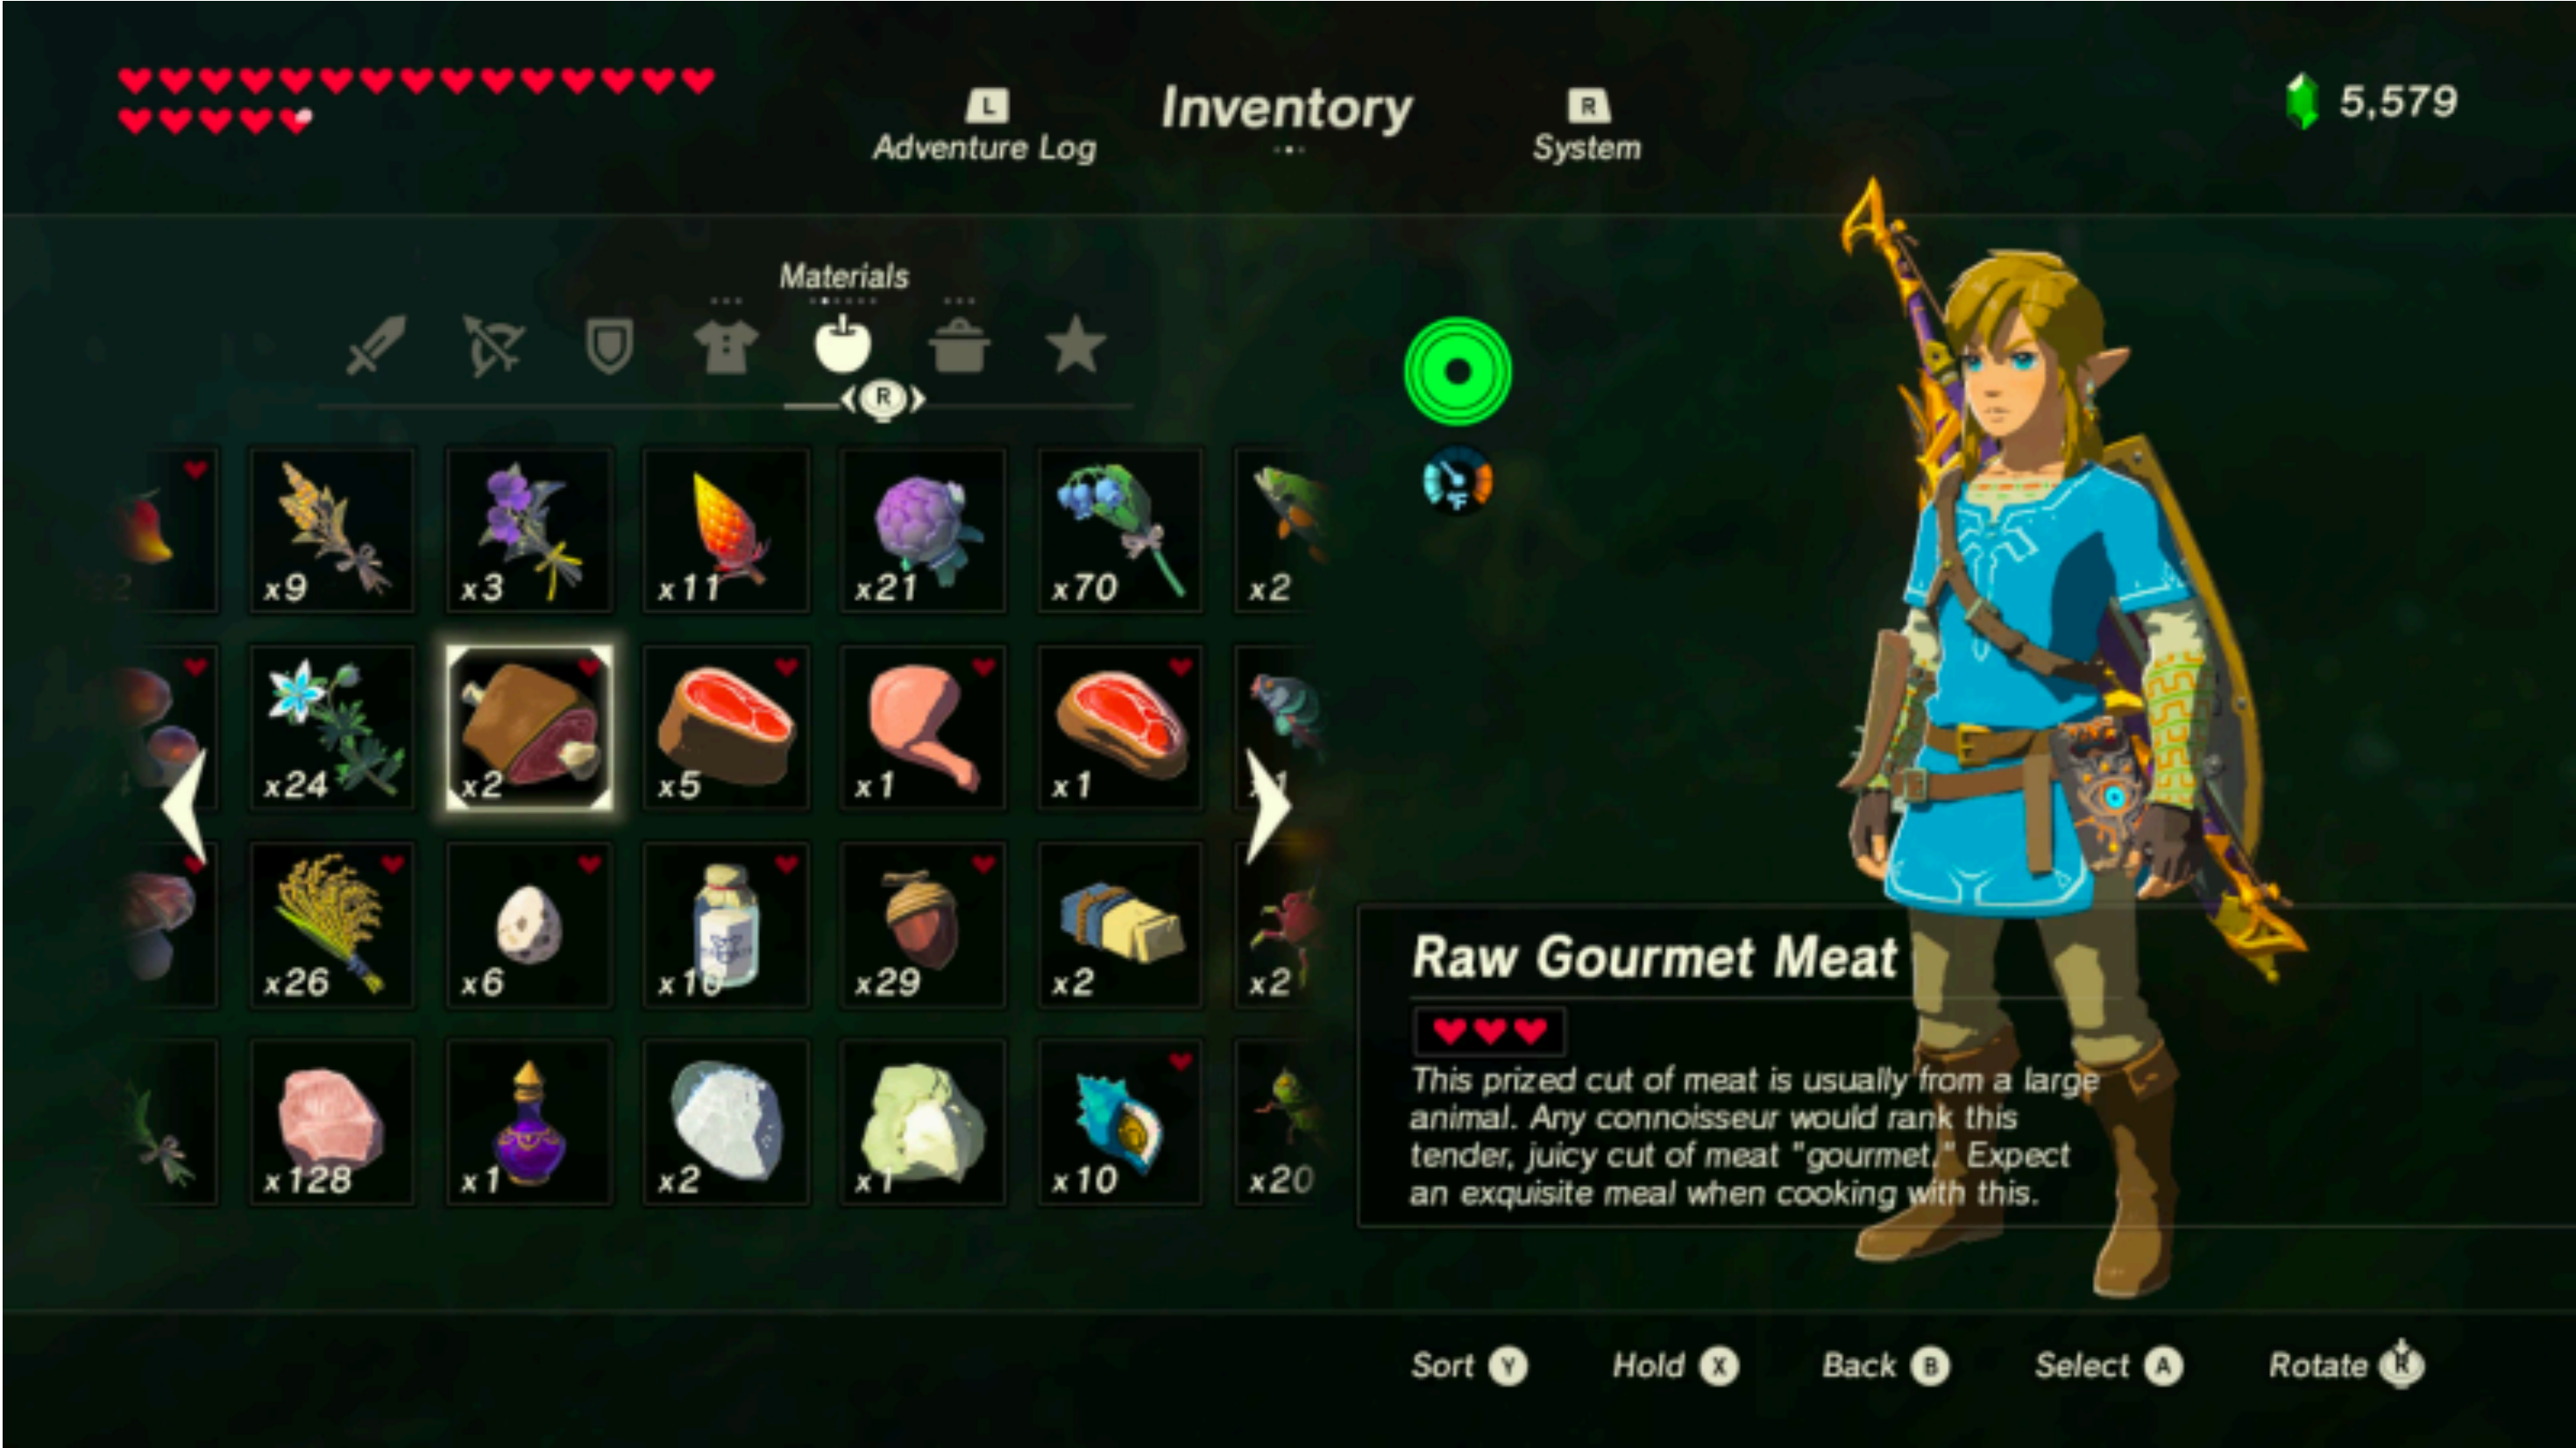 L
Inventory
R
5,579
Adventure Log
System
Materials
R
°F
x9
x3
x11
x21
x70
x2
x24
x2
x5
x1
x1
x26
x6
x10
x29
x2
x2
x128
x1
x2
x1
x10
x20
Raw Gourmet Meat
This prized cut of meat is usually from a large
animal. Any connoisseur would rank this
tender, juicy cut of meat "gourmet." Expect
an exquisite meal when cooking with this.
Sort Y
Hold X
Back B
Select A
Rotate R